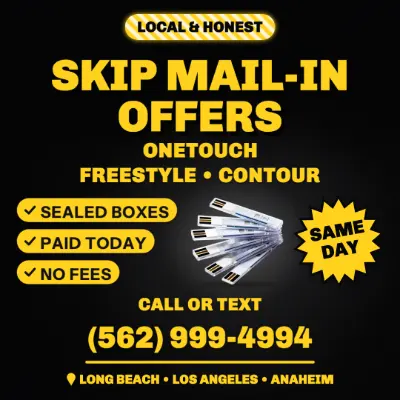 LOCAL & HONEST
SKIP MAIL-IN
OFFERS
ONETOUCH
FREESTYLE • CONTOUR
SEALED BOXES
PAID TODAY
NO FEES
SAME
DAY
CALL OR TEXT
(562) 999-4994
LONG BEACH • LOS ANGELES • ANAHEIM